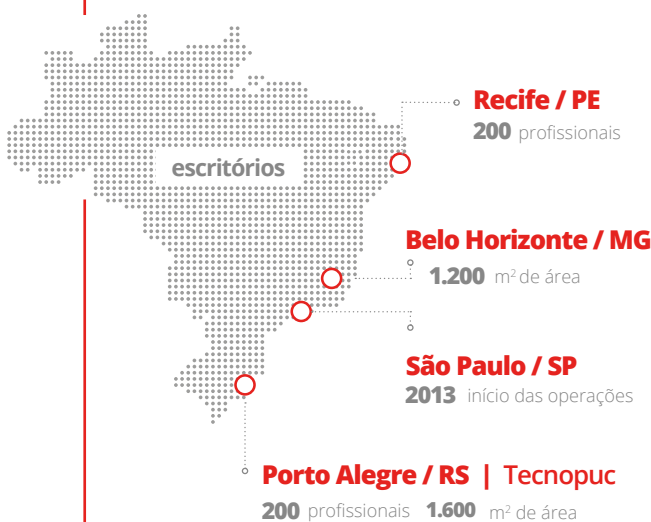 Recife / PE
200 profissionais
escritórios
Belo Horizonte / MG
1.200 m² de área
São Paulo / SP
2013 início das operações
Porto Alegre / RS | Tecnopuc
200 profissionais 1.600 m² de área